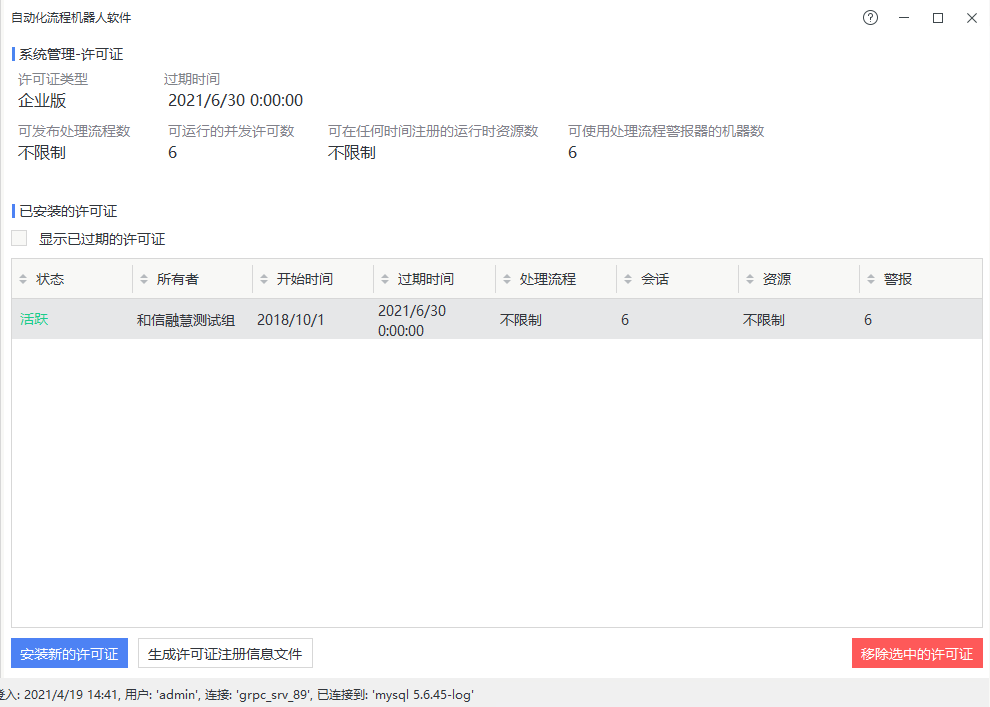 自动化流程机器人软件
系统管理-许可证
许可证类型 过期时间
企业版 2021/6/30 0:00:00
可发布处理流程数 可运行的并发许可数 可在任何时间注册的运行时资源数 可使用处理流程警报器的机器数
不限制 6 不限制 6
已安装的许可证
显示已过期的许可证
状态 所有者 开始时间 过期时间 处理流程 会话 资源 警报
活跃 和信融慧测试组 2018/10/1 2021/6/30 0:00:00 不限制 6 不限制 6
安装新的许可证 生成许可证注册信息文件 移除选中的许可证
登入: 2021/4/19 14:41, 用户: 'admin', 连接: 'grpc_srv_89', 已连接到: 'mysql 5.6.45-log'